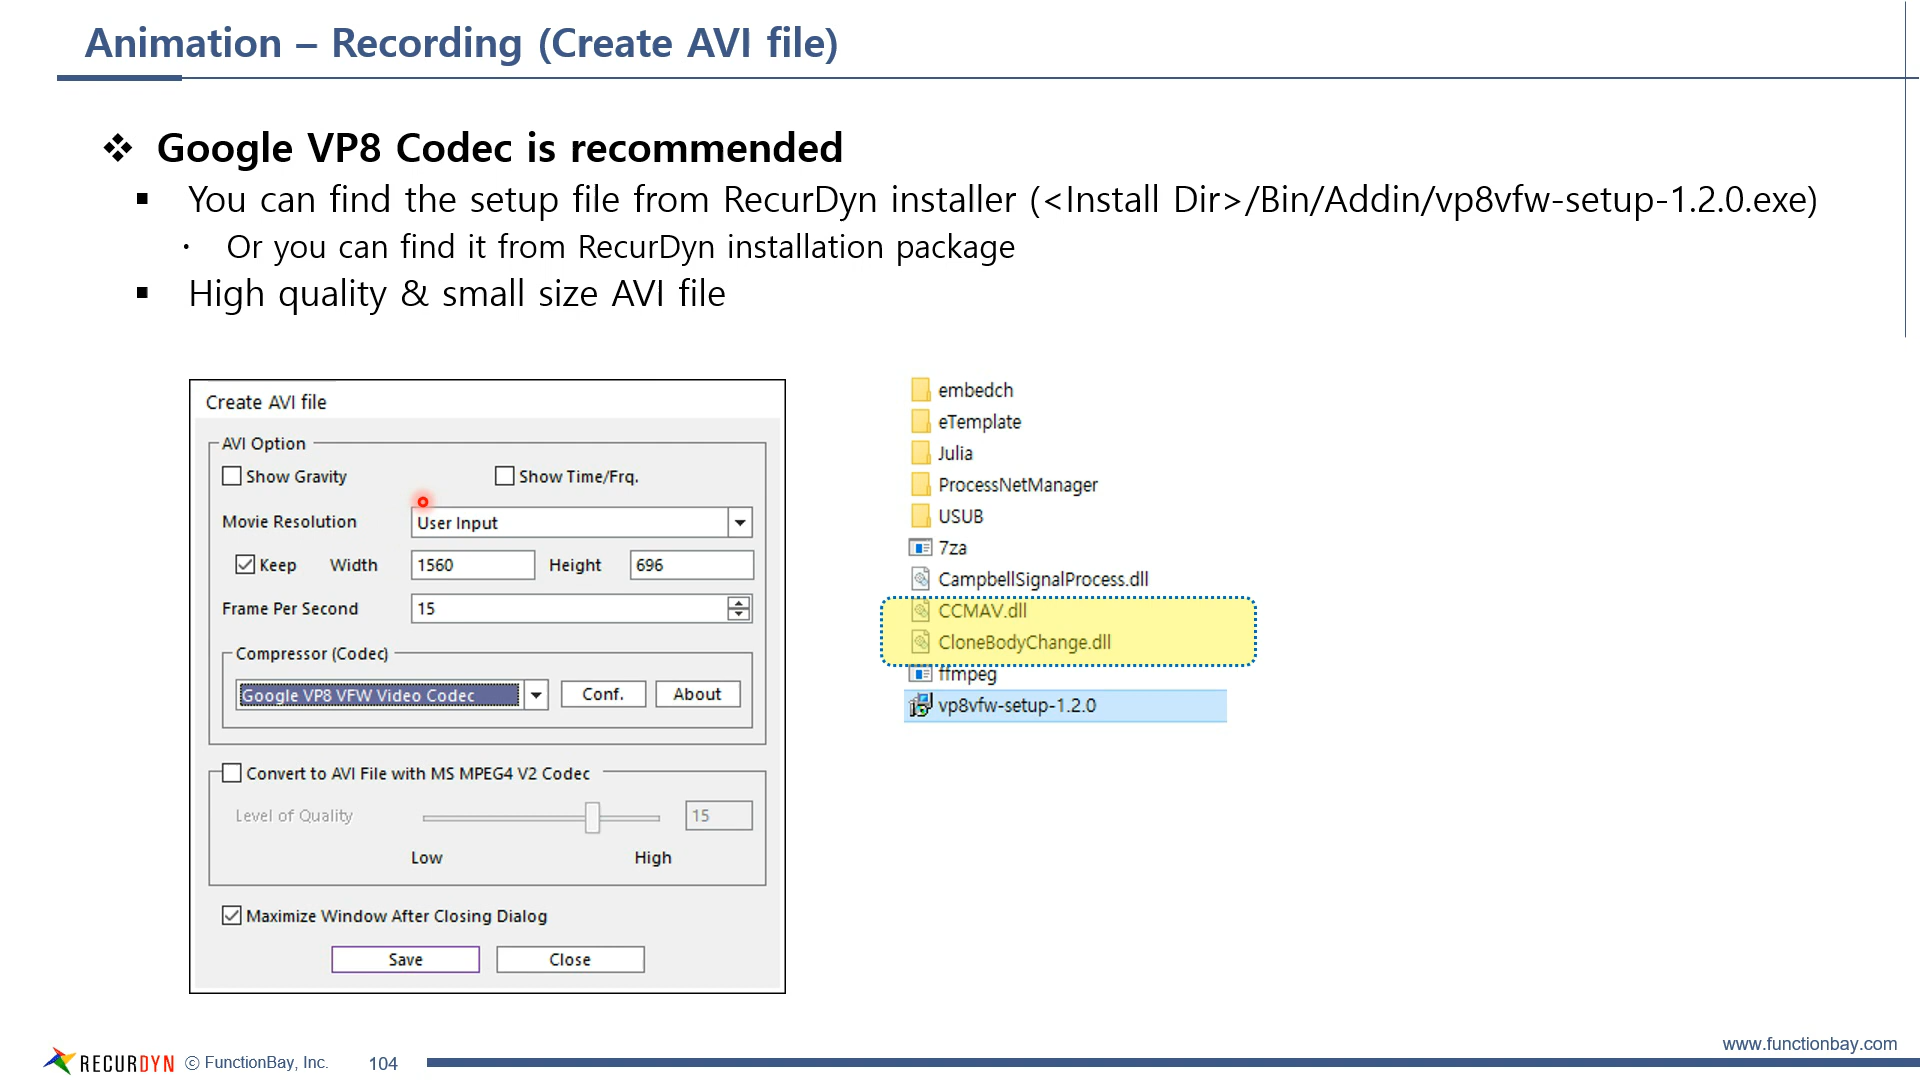 Animation – Recording (Create AVI file)
❖ Google VP8 Codec is recommended
▪ You can find the setup file from RecurDyn installer (<Install Dir>/Bin/Addin/vp8vfw-setup-1.2.0.exe)
· Or you can find it from RecurDyn installation package
▪ High quality & small size AVI file
Create AVI file
AVI Option
Show Gravity Show Time/Frq.
Movie Resolution User Input
Keep Width 1560 Height 696
Frame Per Second 15
Compressor (Codec)
Google VP8 VFW Video Codec Conf. About
Convert to AVI File with MS MPEG4 V2 Codec
Level of Quality 15
Low High
Maximize Window After Closing Dialog
Save Close
embedch
eTemplate
Julia
ProcessNetManager
USUB
7za
CampbellSignalProcess.dll
CCMAV.dll
CloneBodyChange.dll
ffmpeg
vp8vfw-setup-1.2.0
www.functionbay.com
RECURDYN © FunctionBay, Inc. 104